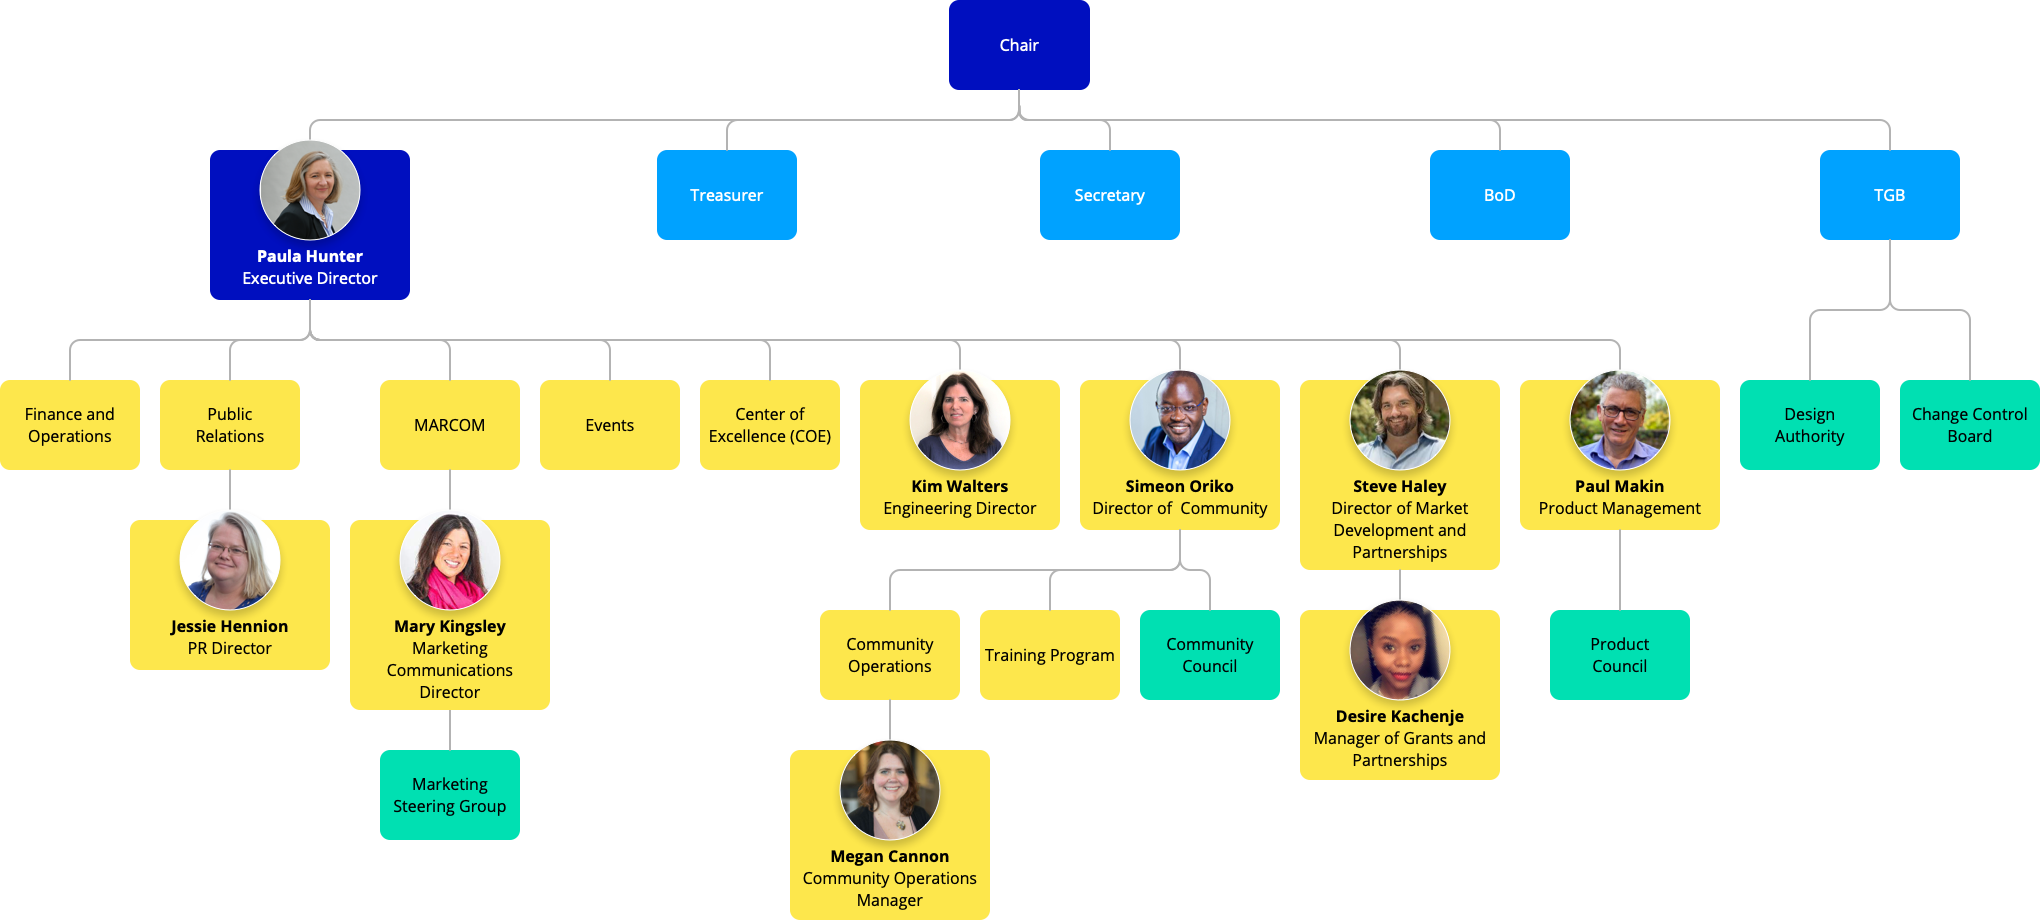 Chair
Paula Hunter
Executive Director
Treasurer
Secretary
BoD
TGB
Finance and
Operations
Public
Relations
MARCOM
Events
Center of
Excellence (COE)
Kim Walters
Engineering Director
Simeon Oriko
Director of Community
Steve Haley
Director of Market
Development and
Partnerships
Paul Makin
Product Management
Design
Authority
Change Control
Board
Jessie Hennion
PR Director
Mary Kingsley
Marketing
Communications
Director
Community
Operations
Training Program
Community
Council
Desire Kachenje
Manager of Grants and
Partnerships
Product
Council
Marketing
Steering Group
Megan Cannon
Community Operations
Manager